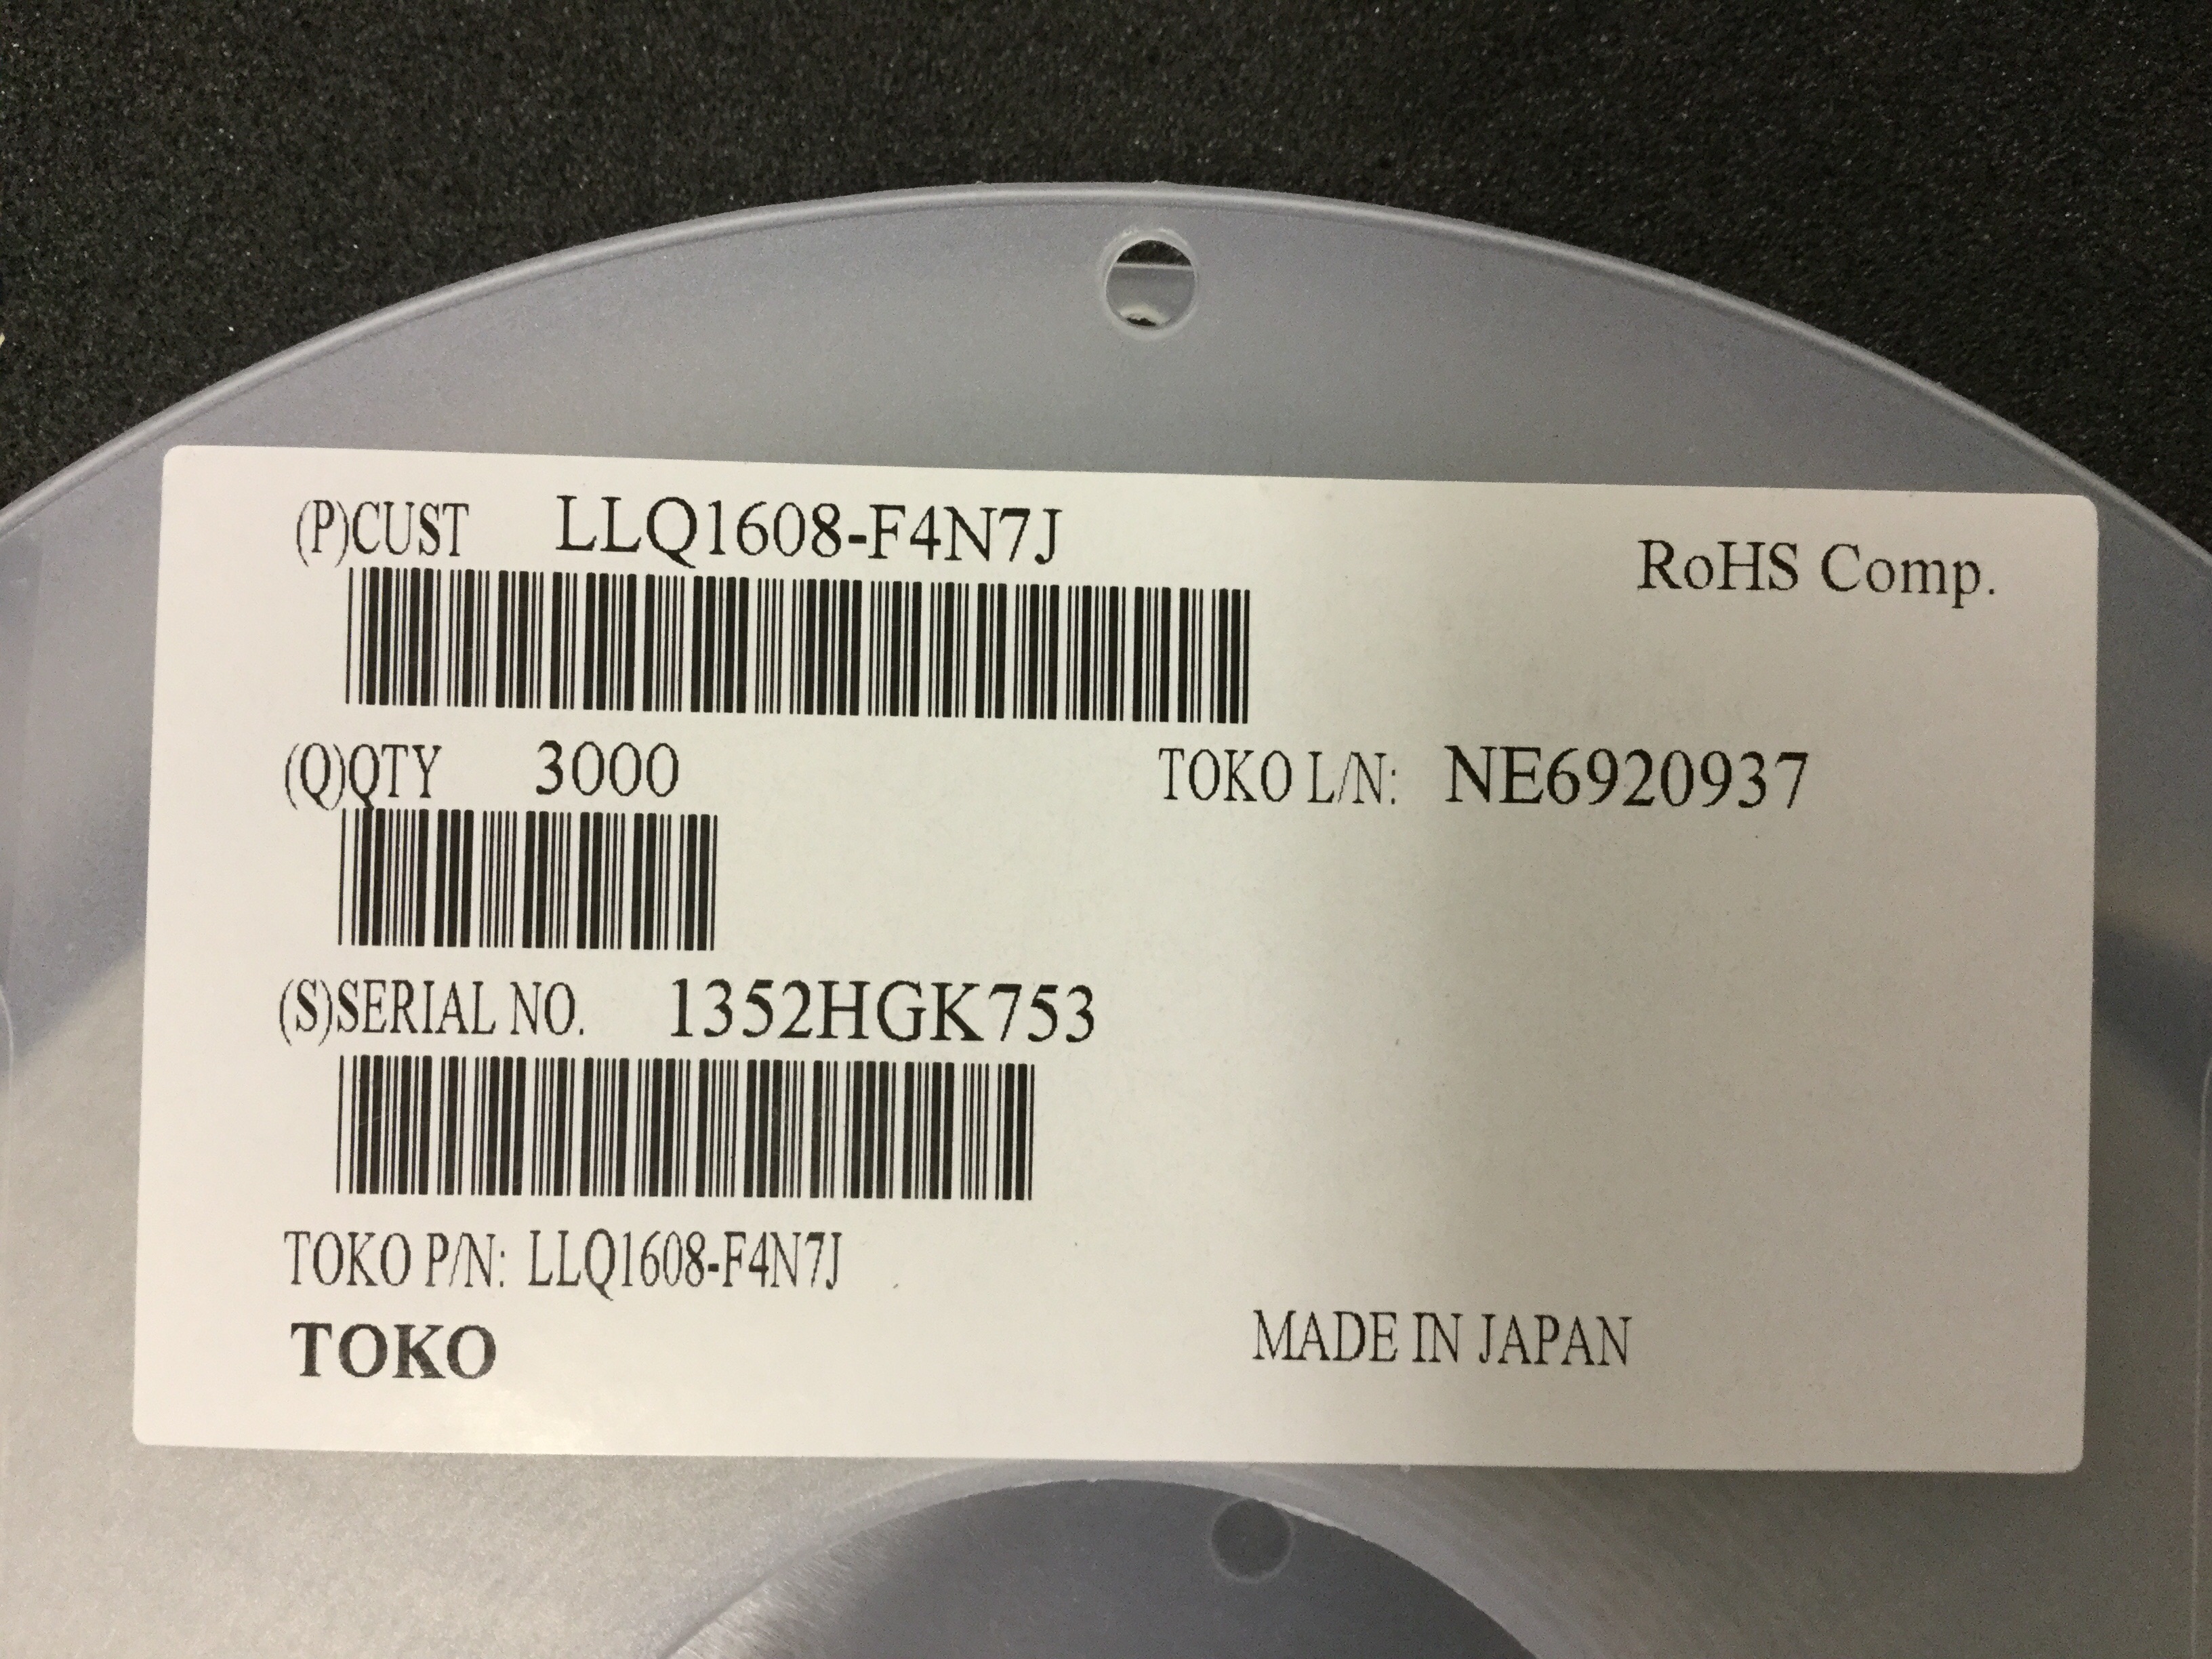 (P)CUST LLQ1608-F4N7J
RoHS Comp.
(Q)QTY 3000
TOKO L/N: NE6920937
(S)SERIAL NO. 1352HGK753
TOKO P/N: LLQ1608-F4N7J
TOKO
MADE IN JAPAN